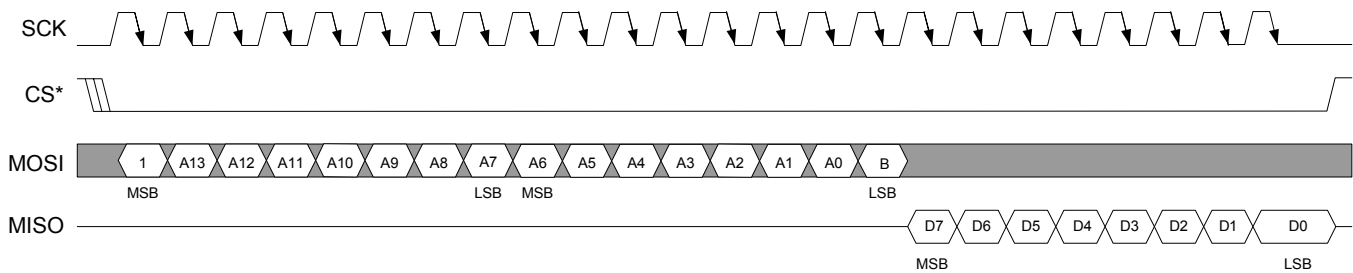 SCK
CS*
MOSI 1 A13 A12 A11 A10 A9 A8 A7 A6 A5 A4 A3 A2 A1 A0 B
MSB LSB MSB LSB
MISO D7 D6 D5 D4 D3 D2 D1 D0
MSB LSB